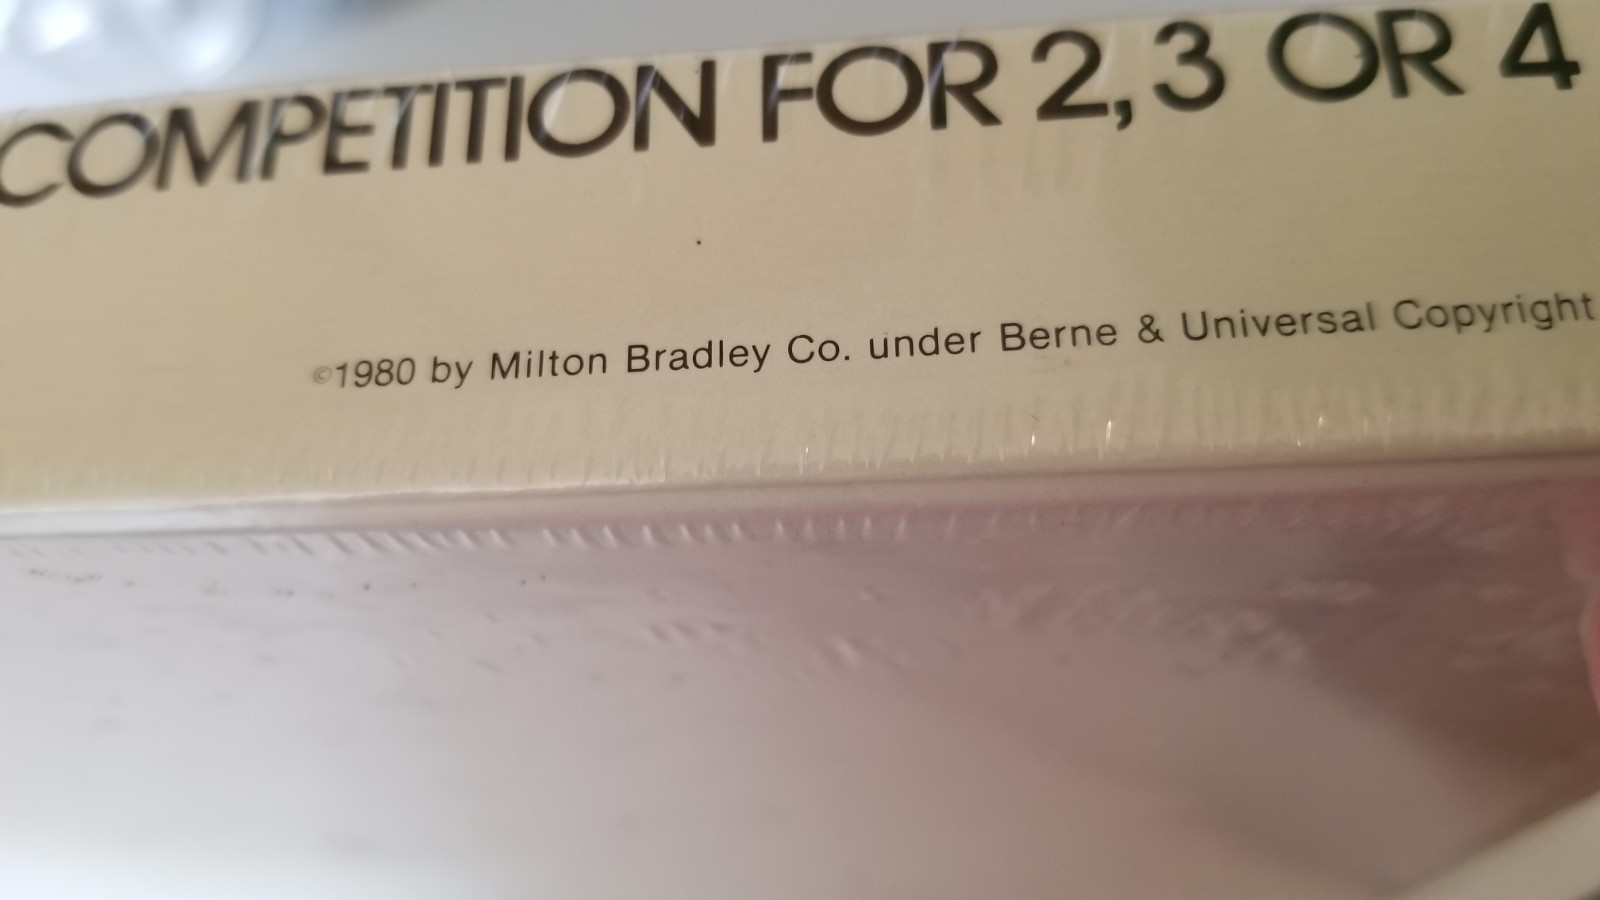 COMPETITION FOR 2, 3 OR 4
©1980 by Milton Bradley Co. under Berne & Universal Copyright